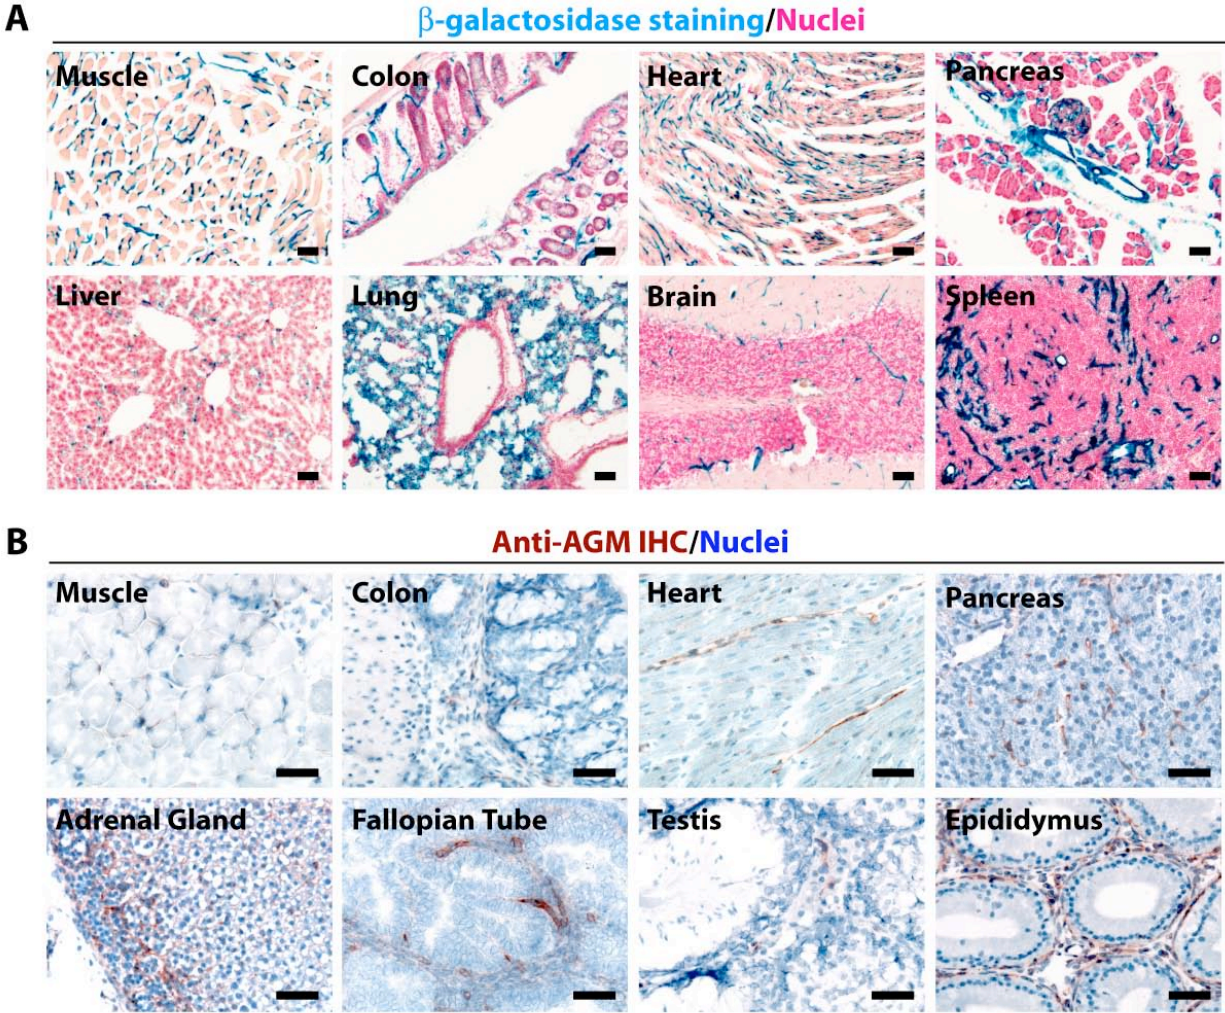 A
β-galactosidase staining/Nuclei
Muscle
Colon
Heart
Pancreas
Liver
Lung
Brain
Spleen
B
Anti-AGM IHC/Nuclei
Muscle
Colon
Heart
Pancreas
Adrenal Gland
Fallopian Tube
Testis
Epididymus